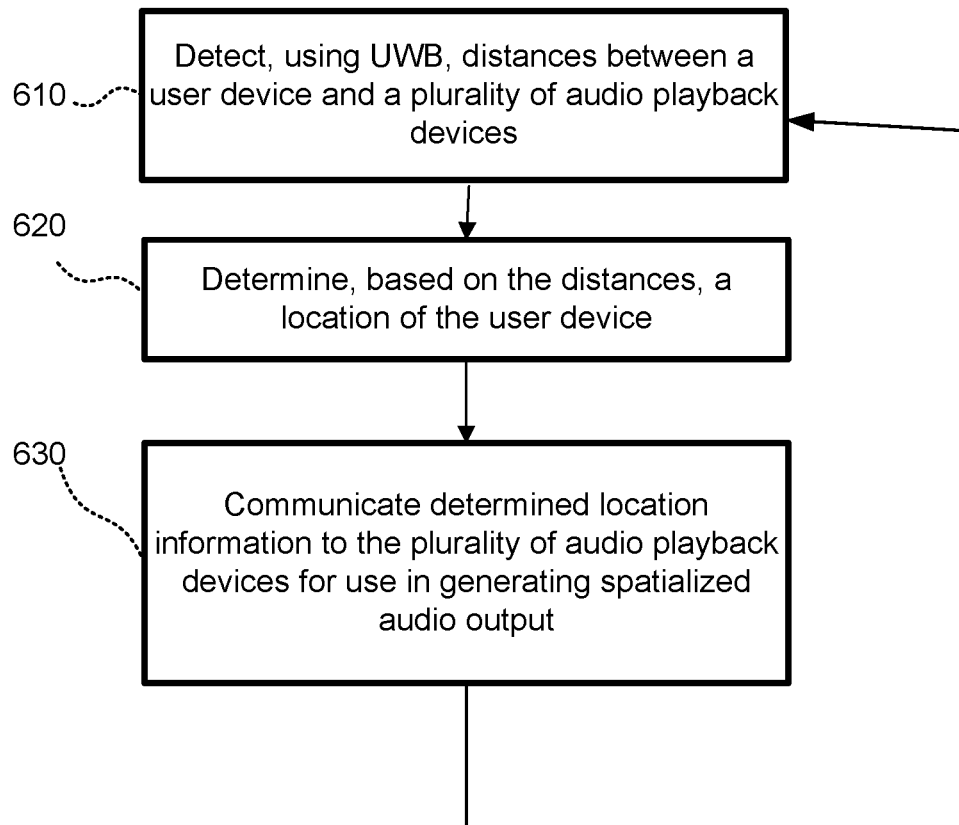 610
Detect, using UWB, distances between a
user device and a plurality of audio playback
devices
620
Determine, based on the distances, a
location of the user device
630
Communicate determined location
information to the plurality of audio playback
devices for use in generating spatialized
audio output